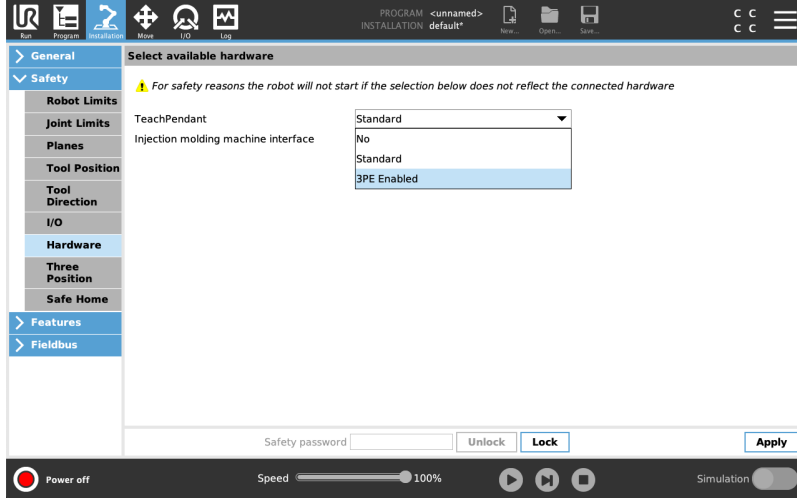 UR
PROGRAM <unnamed>
INSTALLATION default*
C C
C C
Run Program Installation Move I/O Log New... Open... Save...
General
Select available hardware
Safety
For safety reasons the robot will not start if the selection below does not reflect the connected hardware
Robot Limits
Joint Limits
TeachPendant Standard
Injection molding machine interface No
Planes
Standard
Tool Position
3PE Enabled
Tool
Direction
I/O
Hardware
Three
Position
Safe Home
Features
Fieldbus
Safety password Unlock Lock Apply
Power off Speed 100% Simulation